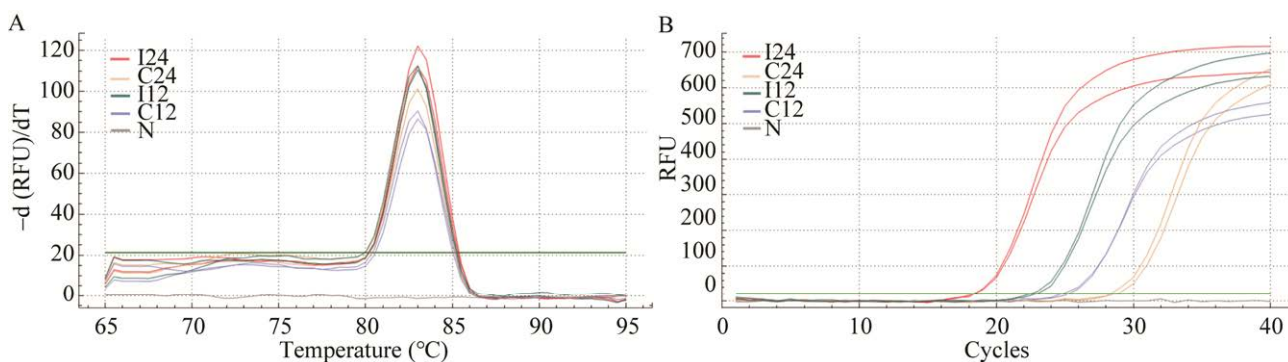 A
−d (RFU)/dT
120
100
80
60
40
20
0
I24
C24
I12
C12
N
65
70
75
80
85
90
95
Temperature (°C)
B
RFU
700
600
500
400
300
200
100
0
I24
C24
I12
C12
N
0
10
20
30
40
Cycles